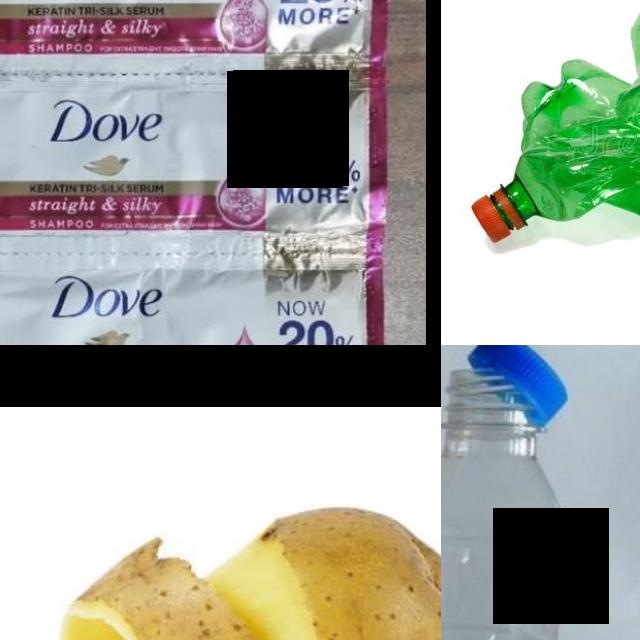 KERATIN TRI-SILK SERUM
straight & silky
SHAMPOO
MORE*
Dove
KERATIN TRI-SILK SERUM
straight & silky
SHAMPOO
%
MORE*
Dove
NOW
20%